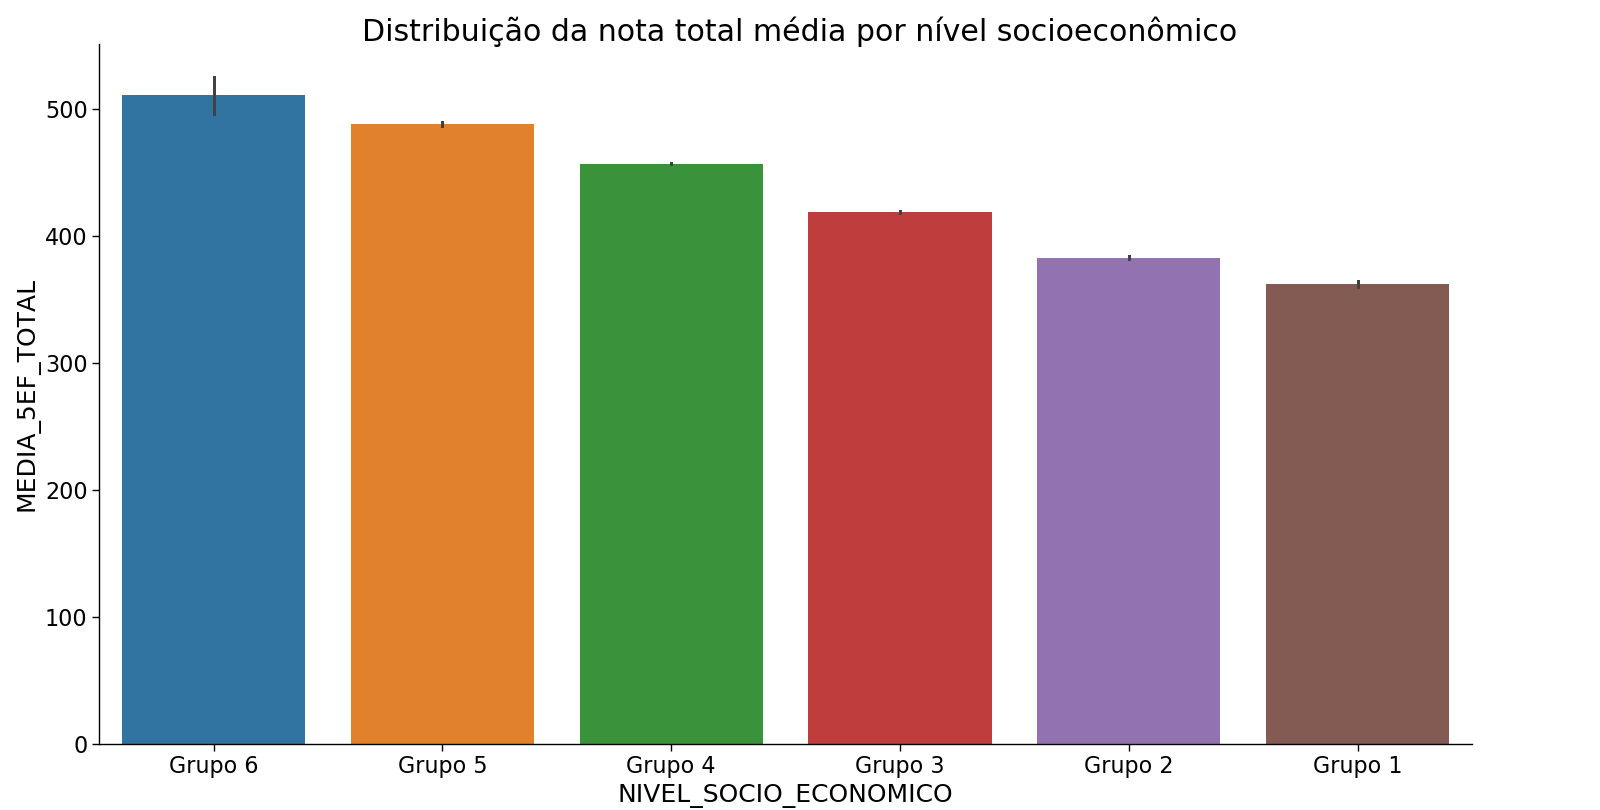 Distribuição da nota total média por nível socioeconômico
MEDIA_5EF_TOTAL
500
400
300
200
100
0
Grupo 6
Grupo 5
Grupo 4
Grupo 3
Grupo 2
Grupo 1
NIVEL_SOCIO_ECONOMICO